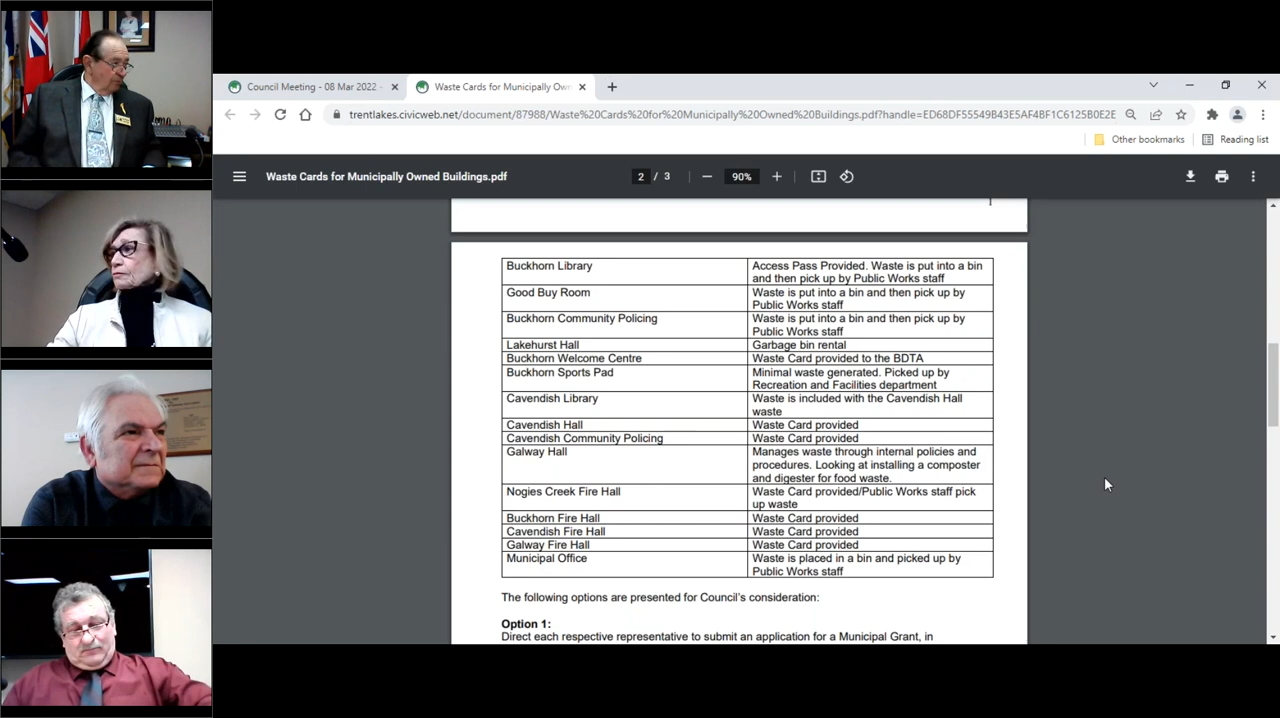 Council Meeting - 08 Mar 2022 -
Waste Cards for Municipally Own
trentlakes.civicweb.net/document/87988/Waste%20Cards%20for%20Municipally%20Owned%20Buildings.pdf?handle=ED68DF55549B43E5AF4BF1C6125B0E2E
Other bookmarks
Reading list
Waste Cards for Municipally Owned Buildings.pdf
2 / 3
90%
Buckhorn Library
Access Pass Provided. Waste is put into a bin
and then pick up by Public Works staff
Good Buy Room
Waste is put into a bin and then pick up by
Public Works staff
Buckhorn Community Policing
Waste is put into a bin and then pick up by
Public Works staff
Lakehurst Hall
Garbage bin rental
Buckhorn Welcome Centre
Waste Card provided to the BDTA
Buckhorn Sports Pad
Minimal waste generated. Picked up by
Recreation and Facilities department
Cavendish Library
Waste is included with the Cavendish Hall
waste
Cavendish Hall
Waste Card provided
Cavendish Community Policing
Waste Card provided
Galway Hall
Manages waste through internal policies and
procedures. Looking at installing a composter
and digester for food waste.
Nogies Creek Fire Hall
Waste Card provided/Public Works staff pick
up waste
Buckhorn Fire Hall
Waste Card provided
Cavendish Fire Hall
Waste Card provided
Galway Fire Hall
Waste Card provided
Municipal Office
Waste is placed in a bin and picked up by
Public Works staff
The following options are presented for Council's consideration:
Option 1:
Direct each respective representative to submit an application for a Municipal Grant, in